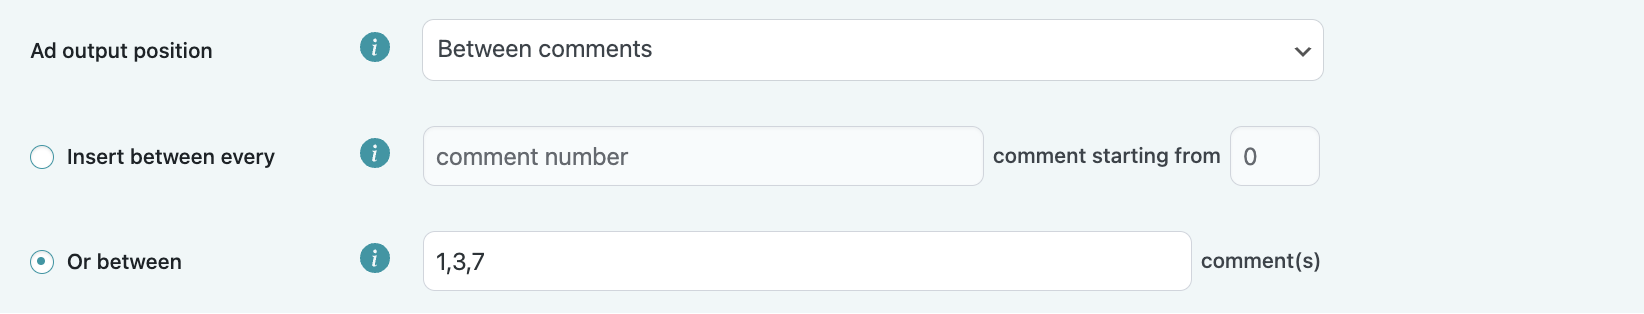 Ad output position i Between comments
Insert between every i comment number comment starting from 0
Or between i 1,3,7 comment(s)